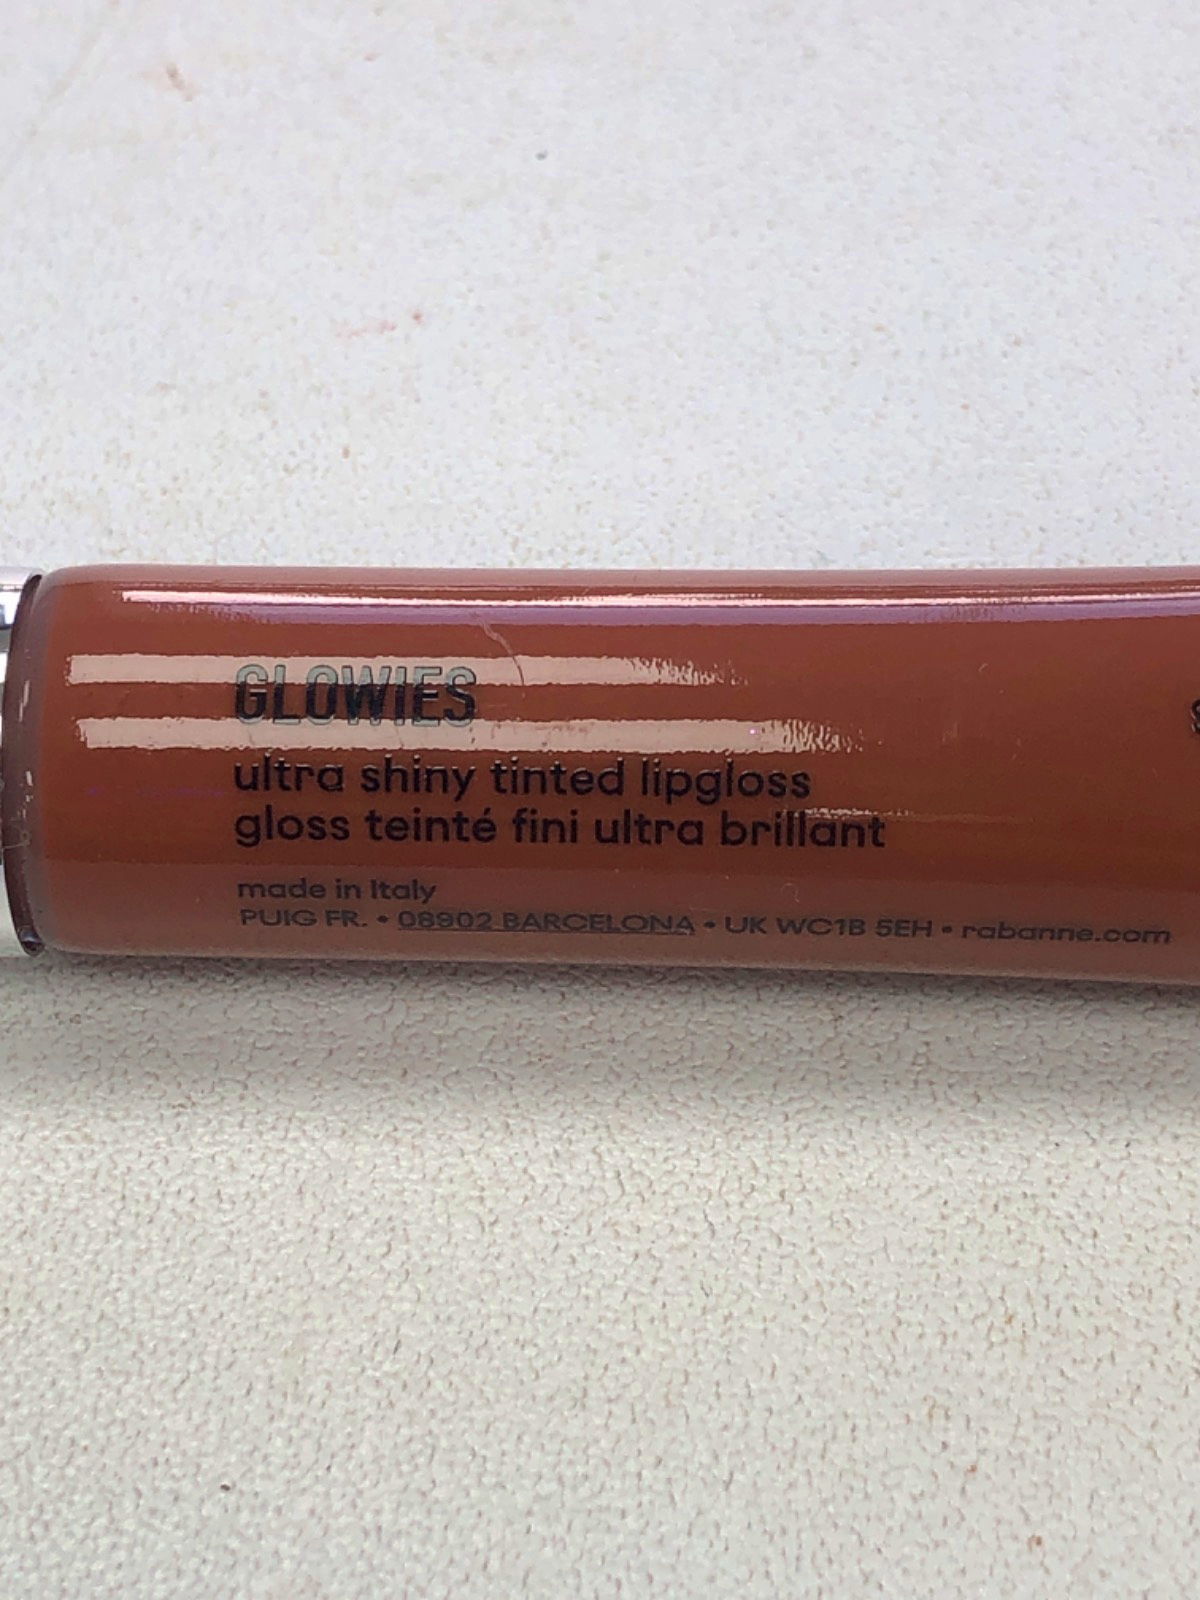 GLOWIES
ultra shiny tinted lipgloss
gloss teinté fini ultra brillant
made in Italy
PUIG FR. • 08902 BARCELONA • UK WC1B 5EH • rabanne.com